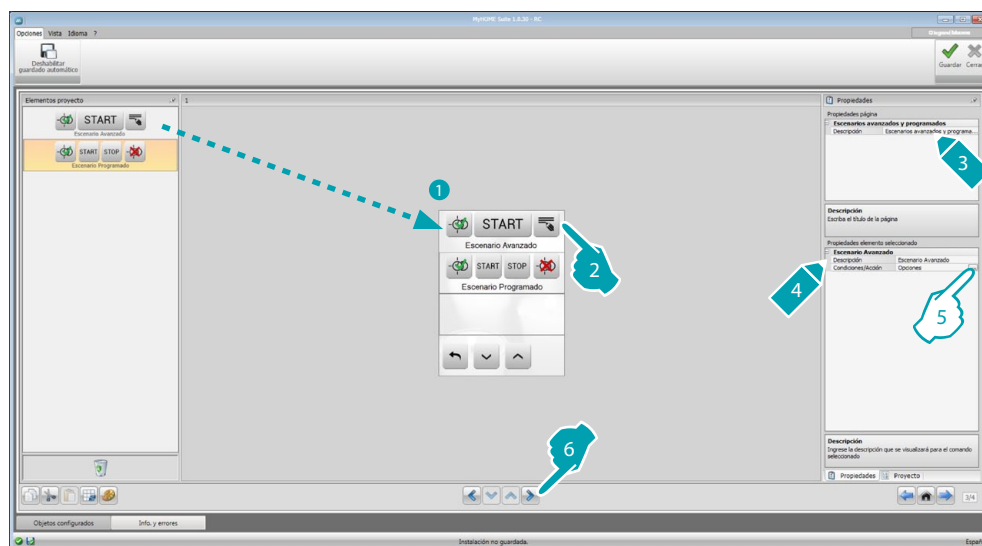 MyHOME Suite 1.0.30 - RC
Opciones Vista Idioma ?
Deshabilitar
guardado automático
Guardar Cerrar
Elementos proyecto
1
Propiedades
START
Escenario Avanzado
START STOP
Escenario Programado
Propiedades página
Escenarios avanzados y programados
Descripción Escenarios avanzados y programa...
3
Descripción
Escriba el título de la página
1
START
Escenario Avanzado
START STOP
Escenario Programado
2
Propiedades elemento seleccionado
Escenario Avanzado
Descripción Escenario Avanzado
Condiciones/Acción Opciones
4
5
6
Descripción
Ingrese la descripción que se visualizará para el comando
seleccionado
Propiedades Proyecto
3/4
Objetos configurados Info. y errores
Instalación no guardada.
Españ